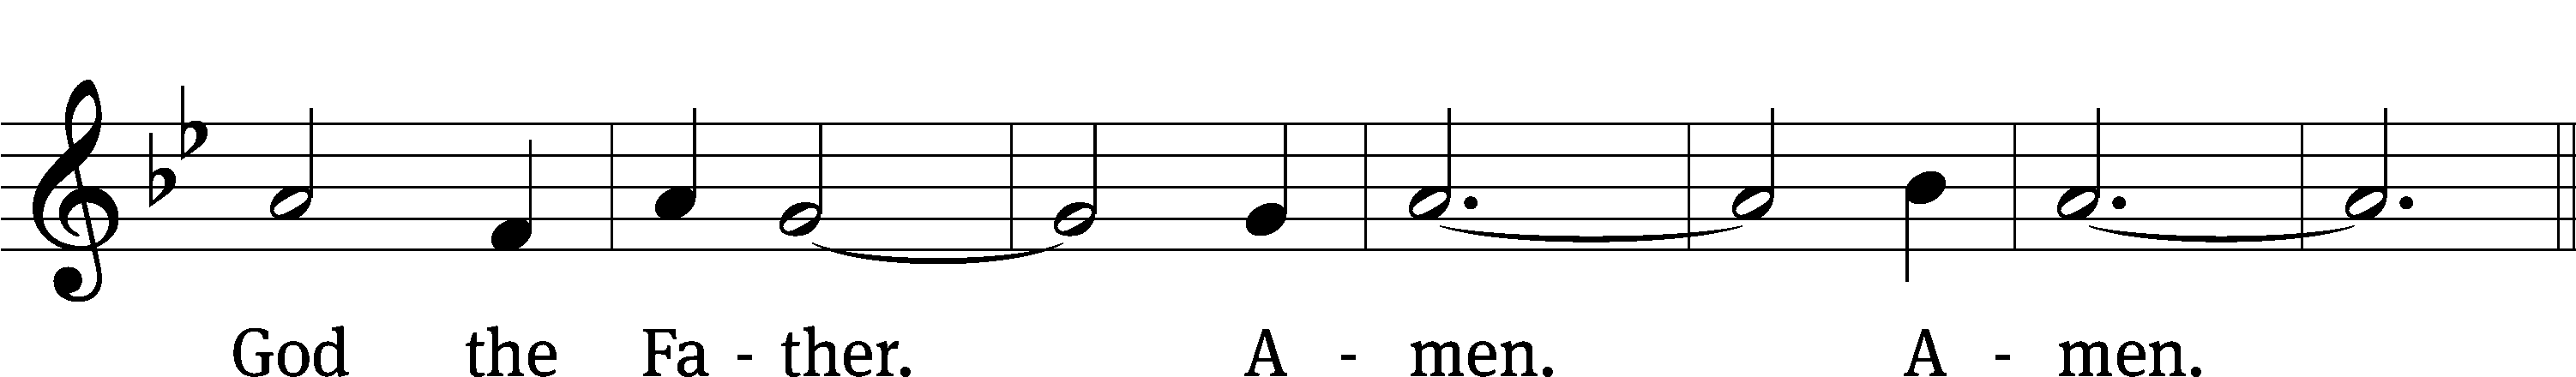 God the Fa - ther. A - men. A - men.